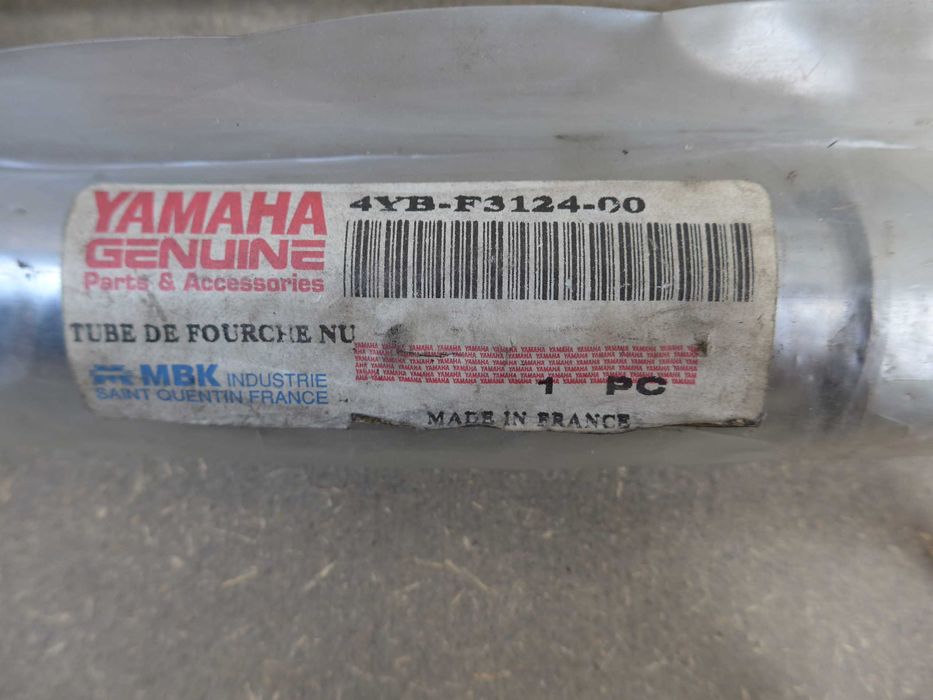 YAMAHA
GENUINE
Parts & Accessories
4YB-F3124-00
TUBE DE FOURCHE NU
MBK INDUSTRIE
SAINT QUENTIN FRANCE
1 PC
MADE IN FRANCE